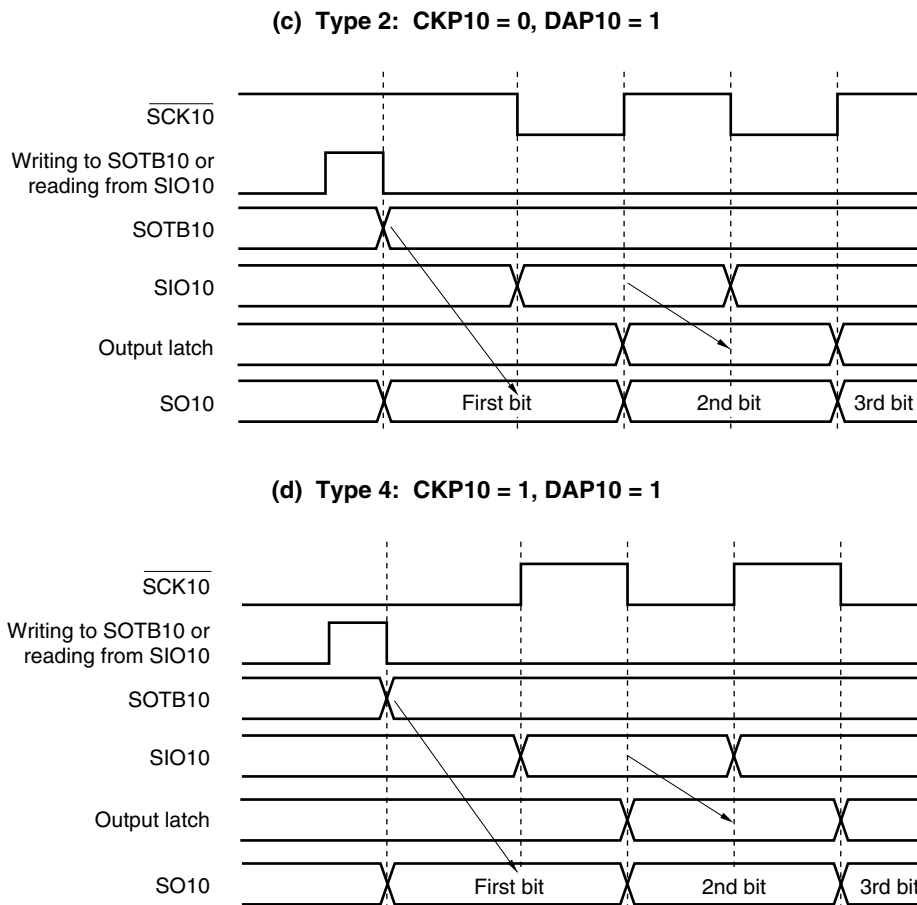 (c) Type 2: CKP10 = 0, DAP10 = 1
SCK10
Writing to SOTB10 or
reading from SIO10
SOTB10
SIO10
Output latch
SO10
First bit
2nd bit
3rd bit
(d) Type 4: CKP10 = 1, DAP10 = 1
SCK10
Writing to SOTB10 or
reading from SIO10
SOTB10
SIO10
Output latch
SO10
First bit
2nd bit
3rd bit